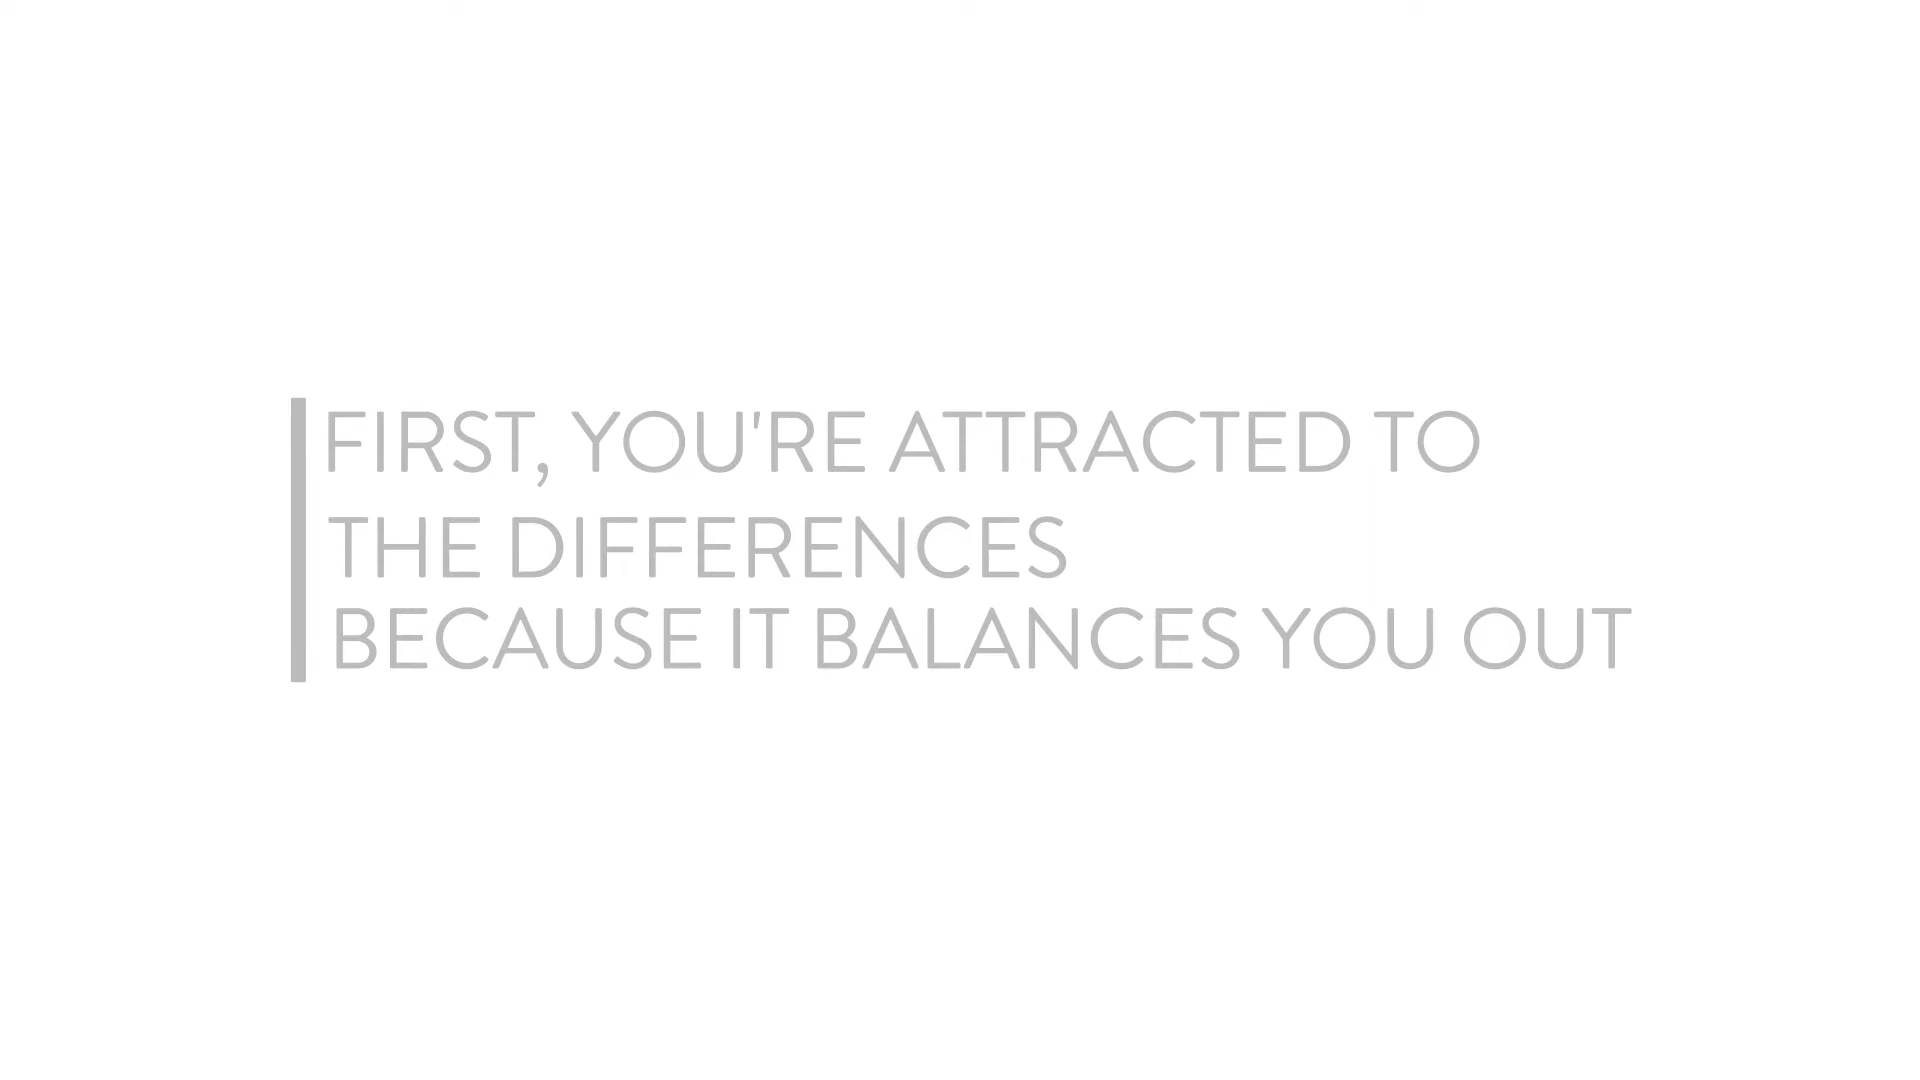 FIRST, YOU'RE ATTRACTED TO
THE DIFFERENCES
BECAUSE IT BALANCES YOU OUT